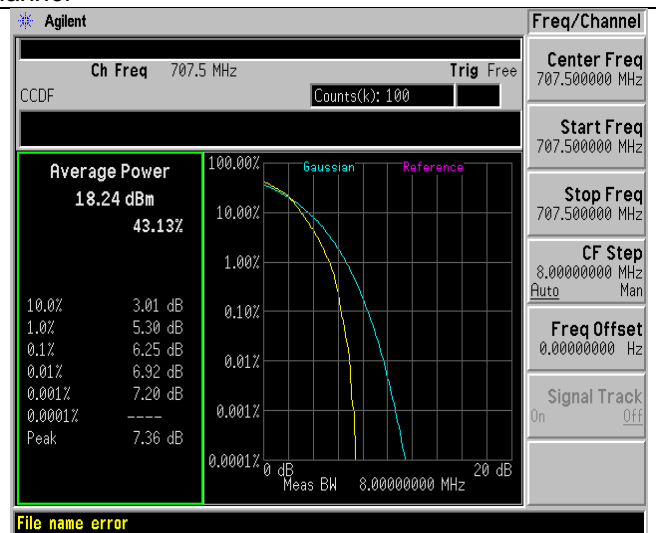 Agilent
Freq/Channel
Ch Freq 707.5 MHz Trig Free
CCDF Counts(k): 100
Center Freq
707.500000 MHz
Start Freq
707.500000 MHz
Stop Freq
707.500000 MHz
CF Step
8.00000000 MHz
Auto Man
Freq Offset
0.00000000 Hz
Signal Track
On Off
Average Power
18.24 dBm
43.13%
10.0% 3.01 dB
1.0% 5.30 dB
0.1% 6.25 dB
0.01% 6.92 dB
0.001% 7.20 dB
0.0001% ----
Peak 7.36 dB
Gaussian Reference
100.00%
10.00%
1.00%
0.10%
0.01%
0.001%
0.0001%
0 dB 20 dB
Meas BW 8.00000000 MHz
File name error